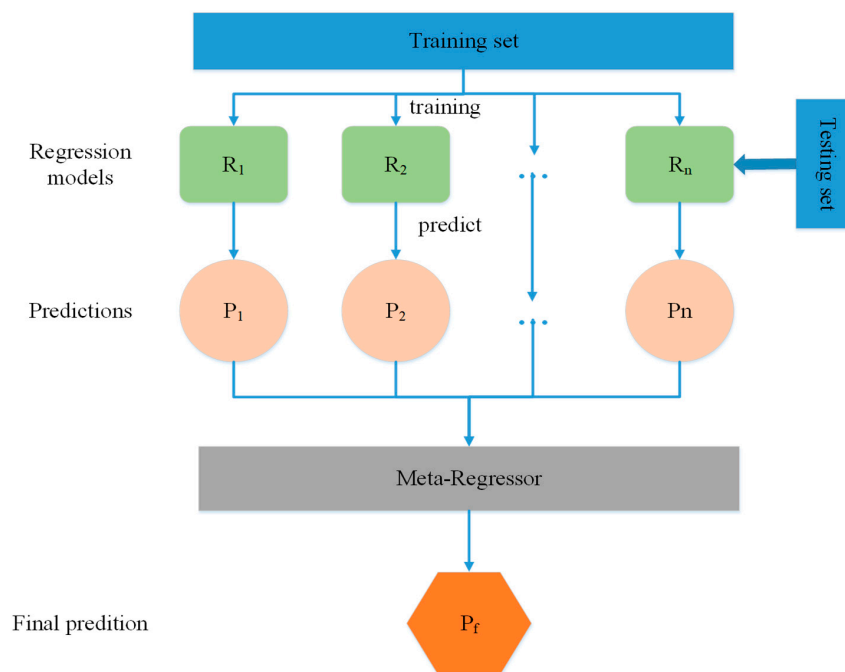 Training set
training
Regression
models
R₁
R₂
...
Rₙ
Testing set
predict
Predictions
P₁
P₂
...
Pn
Meta-Regressor
Final predition
P_f